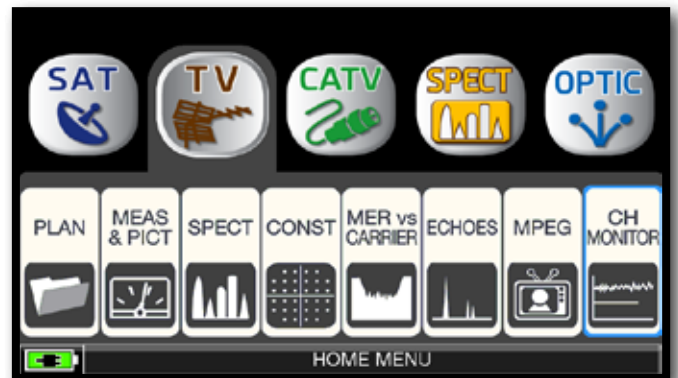 SAT
TV
CATV
SPECT
OPTIC
PLAN
MEAS
& PICT
SPECT
CONST
MER vs
CARRIER
ECHOES
MPEG
CH
MONITOR
HOME MENU